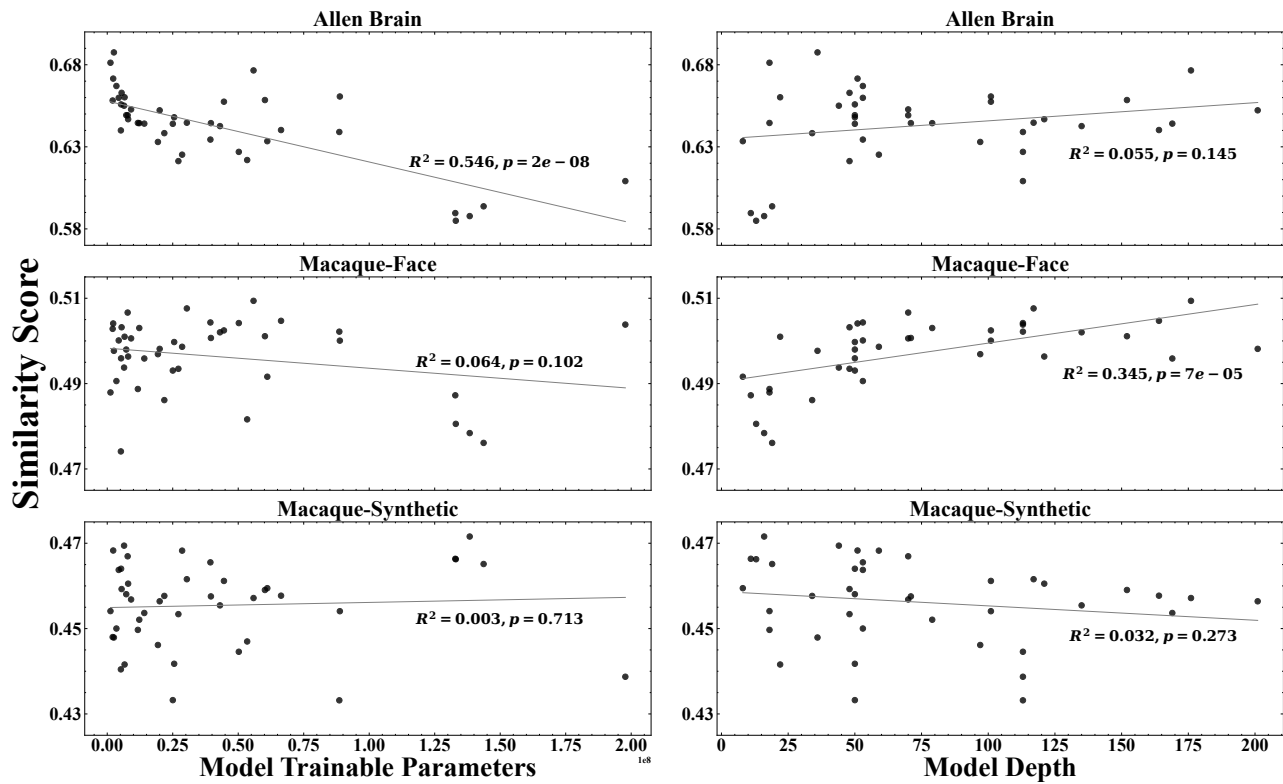 Allen Brain
0.68
0.63
0.58
R² = 0.546, p = 2e − 08
Allen Brain
0.68
0.63
0.58
R² = 0.055, p = 0.145
Similarity Score
Macaque-Face
0.51
0.49
0.47
R² = 0.064, p = 0.102
Macaque-Face
0.51
0.49
0.47
R² = 0.345, p = 7e − 05
Macaque-Synthetic
0.47
0.45
0.43
R² = 0.003, p = 0.713
0.00 0.25 0.50 0.75 1.00 1.25 1.50 1.75 2.00
1e8
Model Trainable Parameters
Macaque-Synthetic
0.47
0.45
0.43
R² = 0.032, p = 0.273
0 25 50 75 100 125 150 175 200
Model Depth